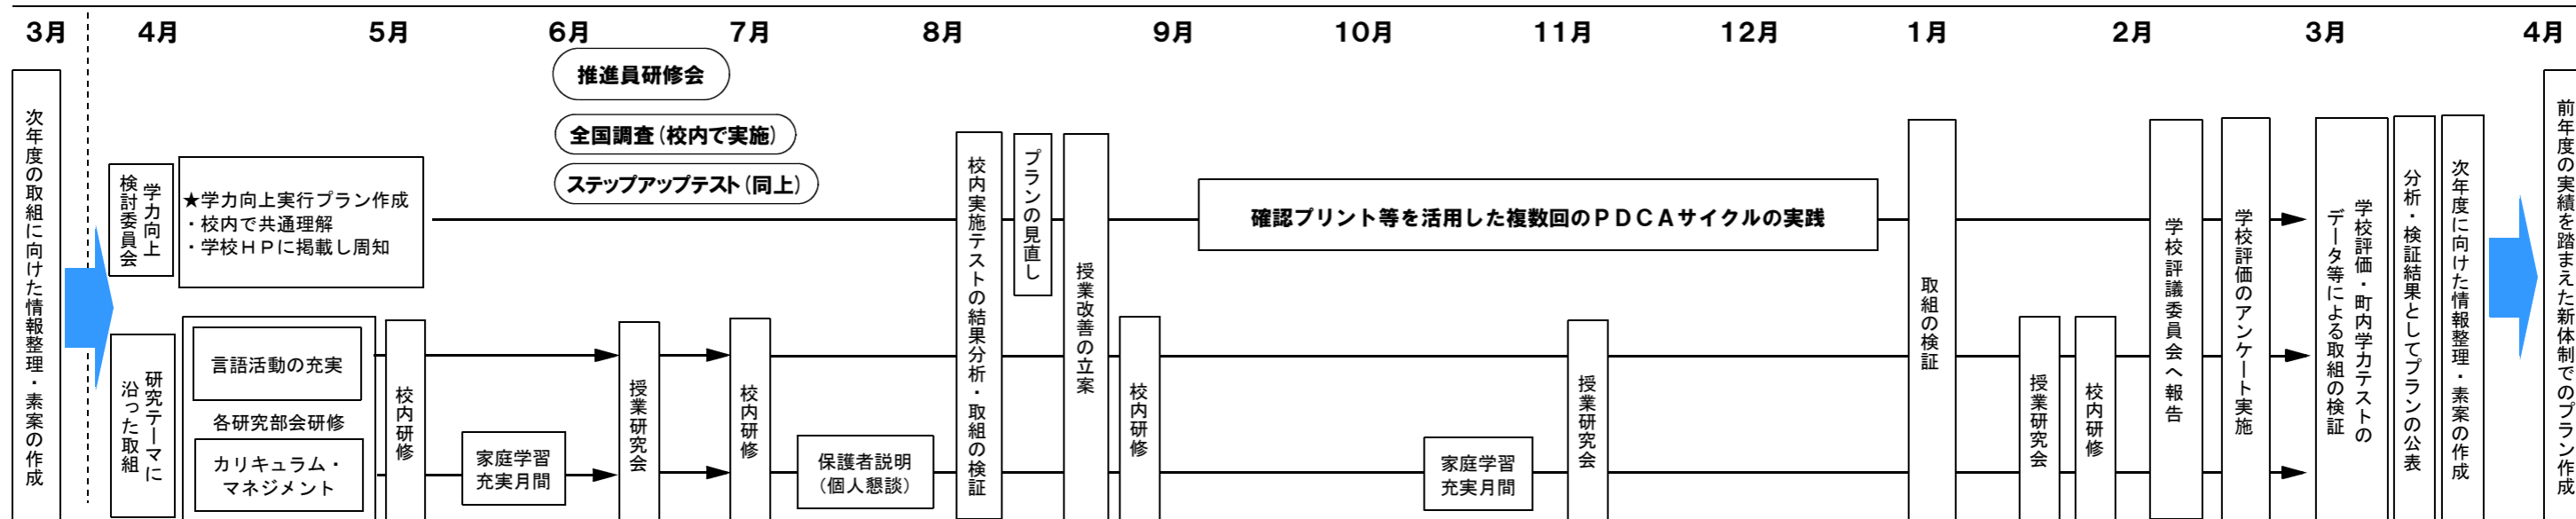 3月
4月
5月
6月
7月
8月
9月
10月
11月
12月
1月
2月
3月
4月
次年度の取組に向けた情報整理・素案の作成
学力向上
検討委員会
★学力向上実行プラン作成
・校内で共通理解
・学校HPに掲載し周知
推進員研修会
全国調査(校内で実施)
ステップアップテスト(同上)
研究テーマに
沿った取組
言語活動の充実
各研究部会研修
カリキュラム・
マネジメント
校内研修
家庭学習
充実月間
授業研究会
校内研修
保護者説明
(個人懇談)
校内実施テストの結果分析・取組の検証
プランの見直し
授業改善の立案
校内研修
確認プリント等を活用した複数回のPDCAサイクルの実践
家庭学習
充実月間
授業研究会
取組の検証
授業研究会
校内研修
学校評議委員会へ報告
学校評価のアンケート実施
学校評価・町内学力テストの
データ等による取組の検証
分析・検証結果としてプランの公表
次年度に向けた情報整理・素案の作成
前年度の実績を踏まえた新体制でのプラン作成